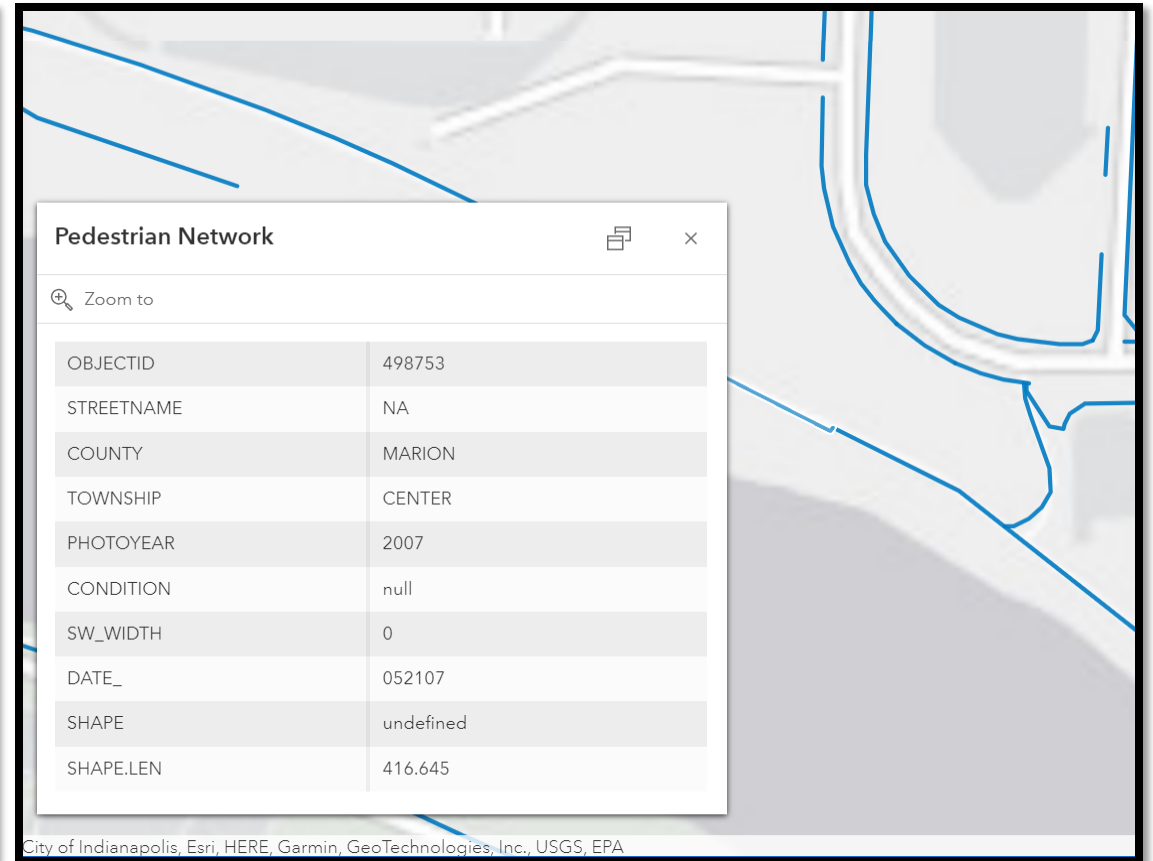 Pedestrian Network
Zoom to
OBJECTID 498753
STREETNAME NA
COUNTY MARION
TOWNSHIP CENTER
PHOTOYEAR 2007
CONDITION null
SW_WIDTH 0
DATE_ 052107
SHAPE undefined
SHAPE.LEN 416.645
City of Indianapolis, Esri, HERE, Garmin, GeoTechnologies, Inc., USGS, EPA